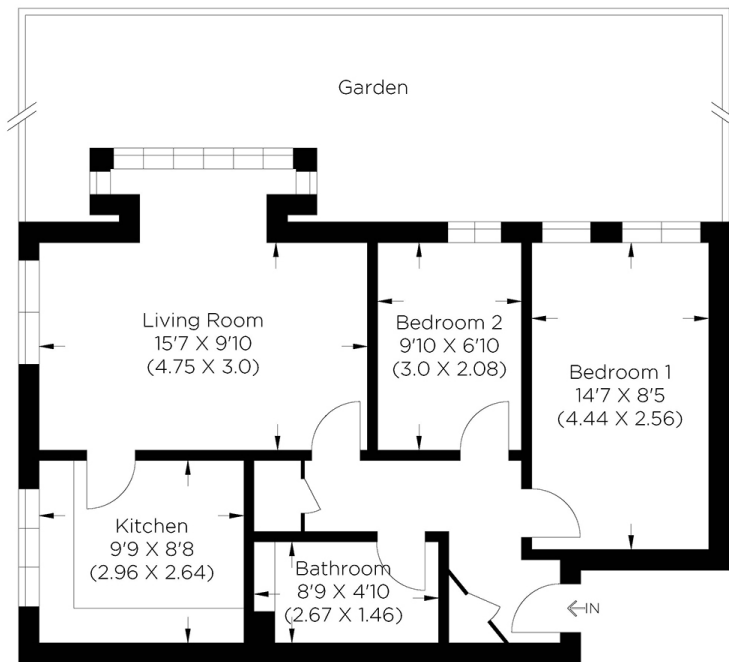 Garden
Living Room
15'7 X 9'10
(4.75 X 3.0)
Bedroom 2
9'10 X 6'10
(3.0 X 2.08)
Bedroom 1
14'7 X 8'5
(4.44 X 2.56)
Kitchen
9'9 X 8'8
(2.96 X 2.64)
Bathroom
8'9 X 4'10
(2.67 X 1.46)
IN